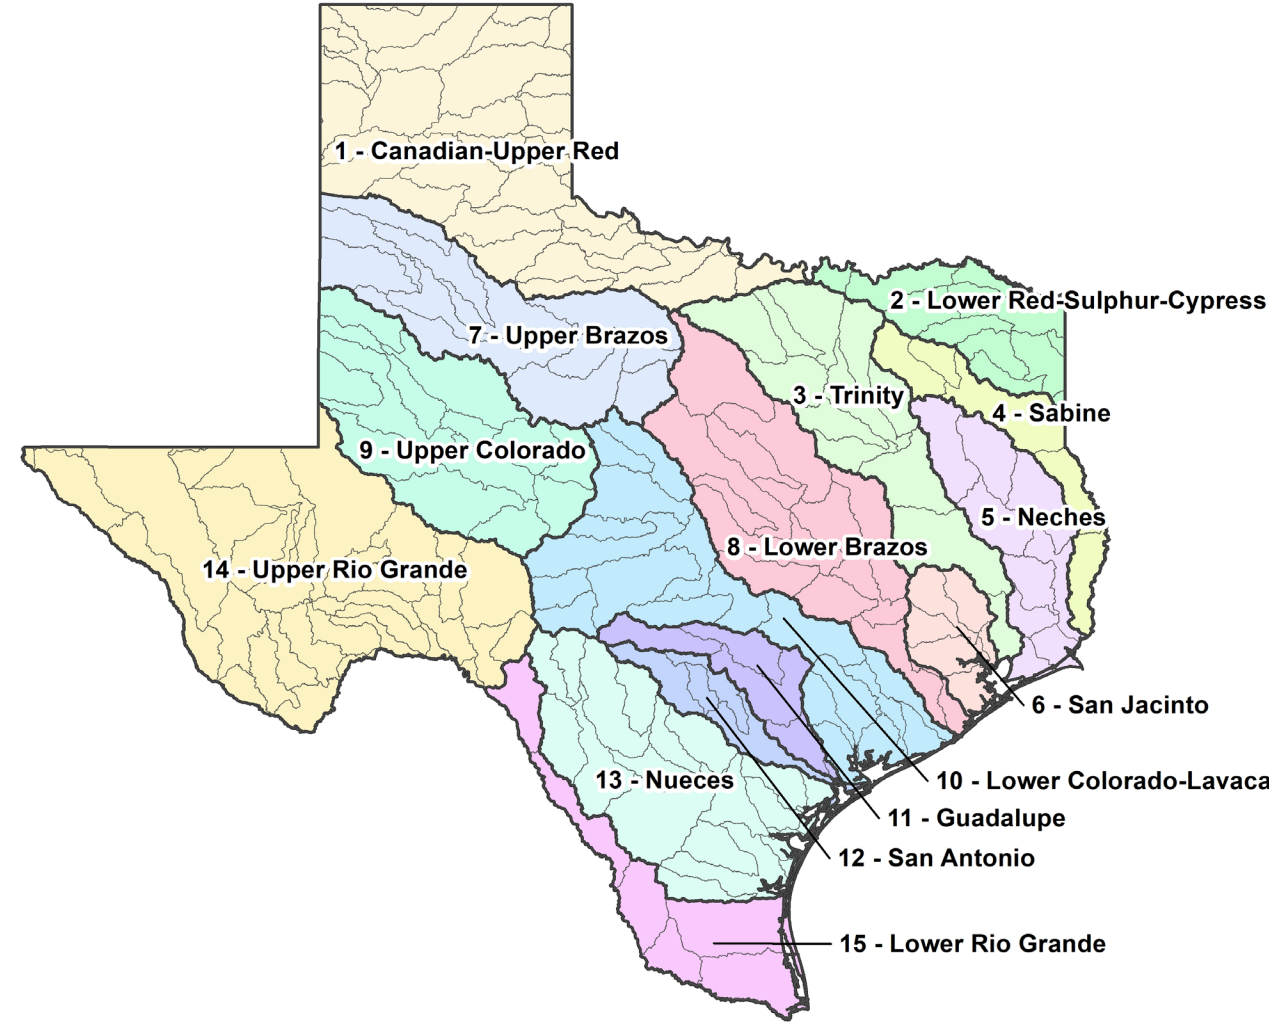 1 - Canadian-Upper Red
2 - Lower Red-Sulphur-Cypress
7 - Upper Brazos
3 - Trinity
4 - Sabine
9 - Upper Colorado
5 - Neches
8 - Lower Brazos
14 - Upper Rio Grande
6 - San Jacinto
13 - Nueces
10 - Lower Colorado-Lavaca
11 - Guadalupe
12 - San Antonio
15 - Lower Rio Grande